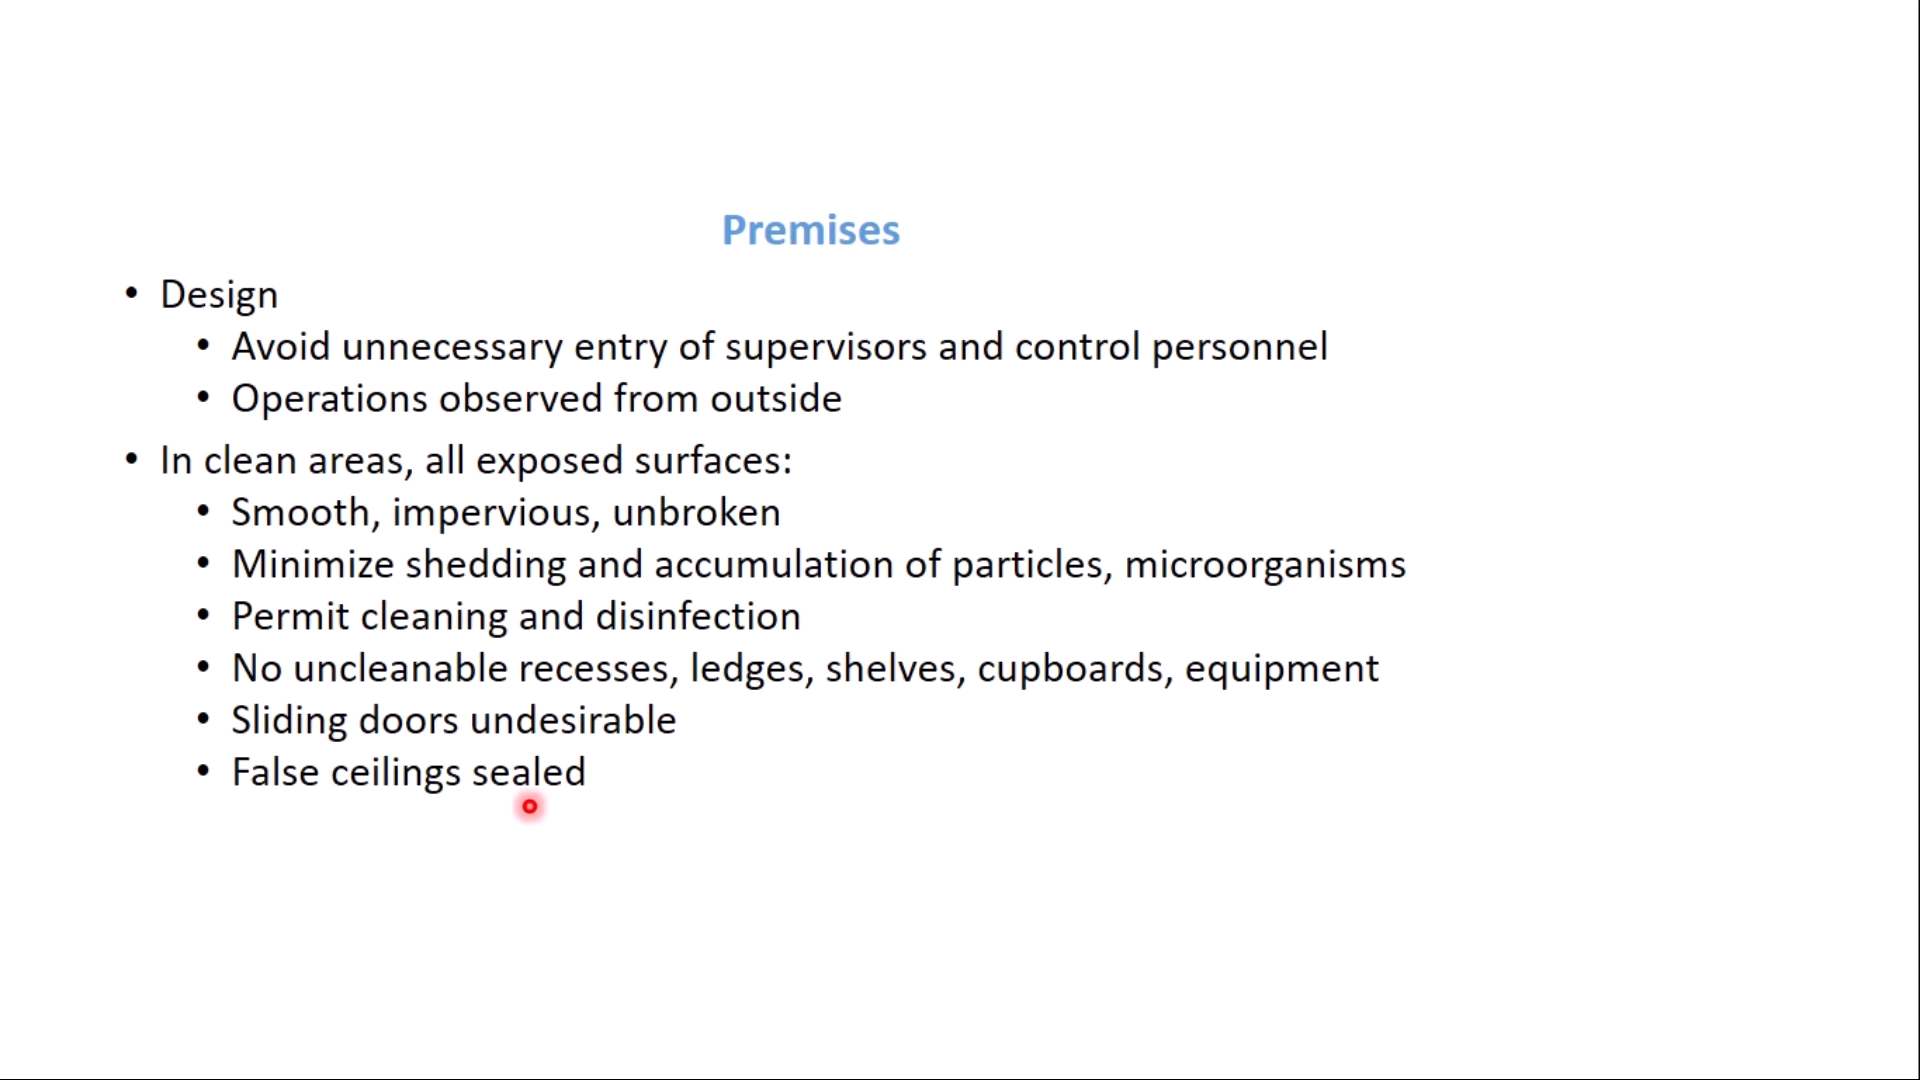 Premises
• Design
• Avoid unnecessary entry of supervisors and control personnel
• Operations observed from outside
• In clean areas, all exposed surfaces:
• Smooth, impervious, unbroken
• Minimize shedding and accumulation of particles, microorganisms
• Permit cleaning and disinfection
• No uncleanable recesses, ledges, shelves, cupboards, equipment
• Sliding doors undesirable
• False ceilings sealed